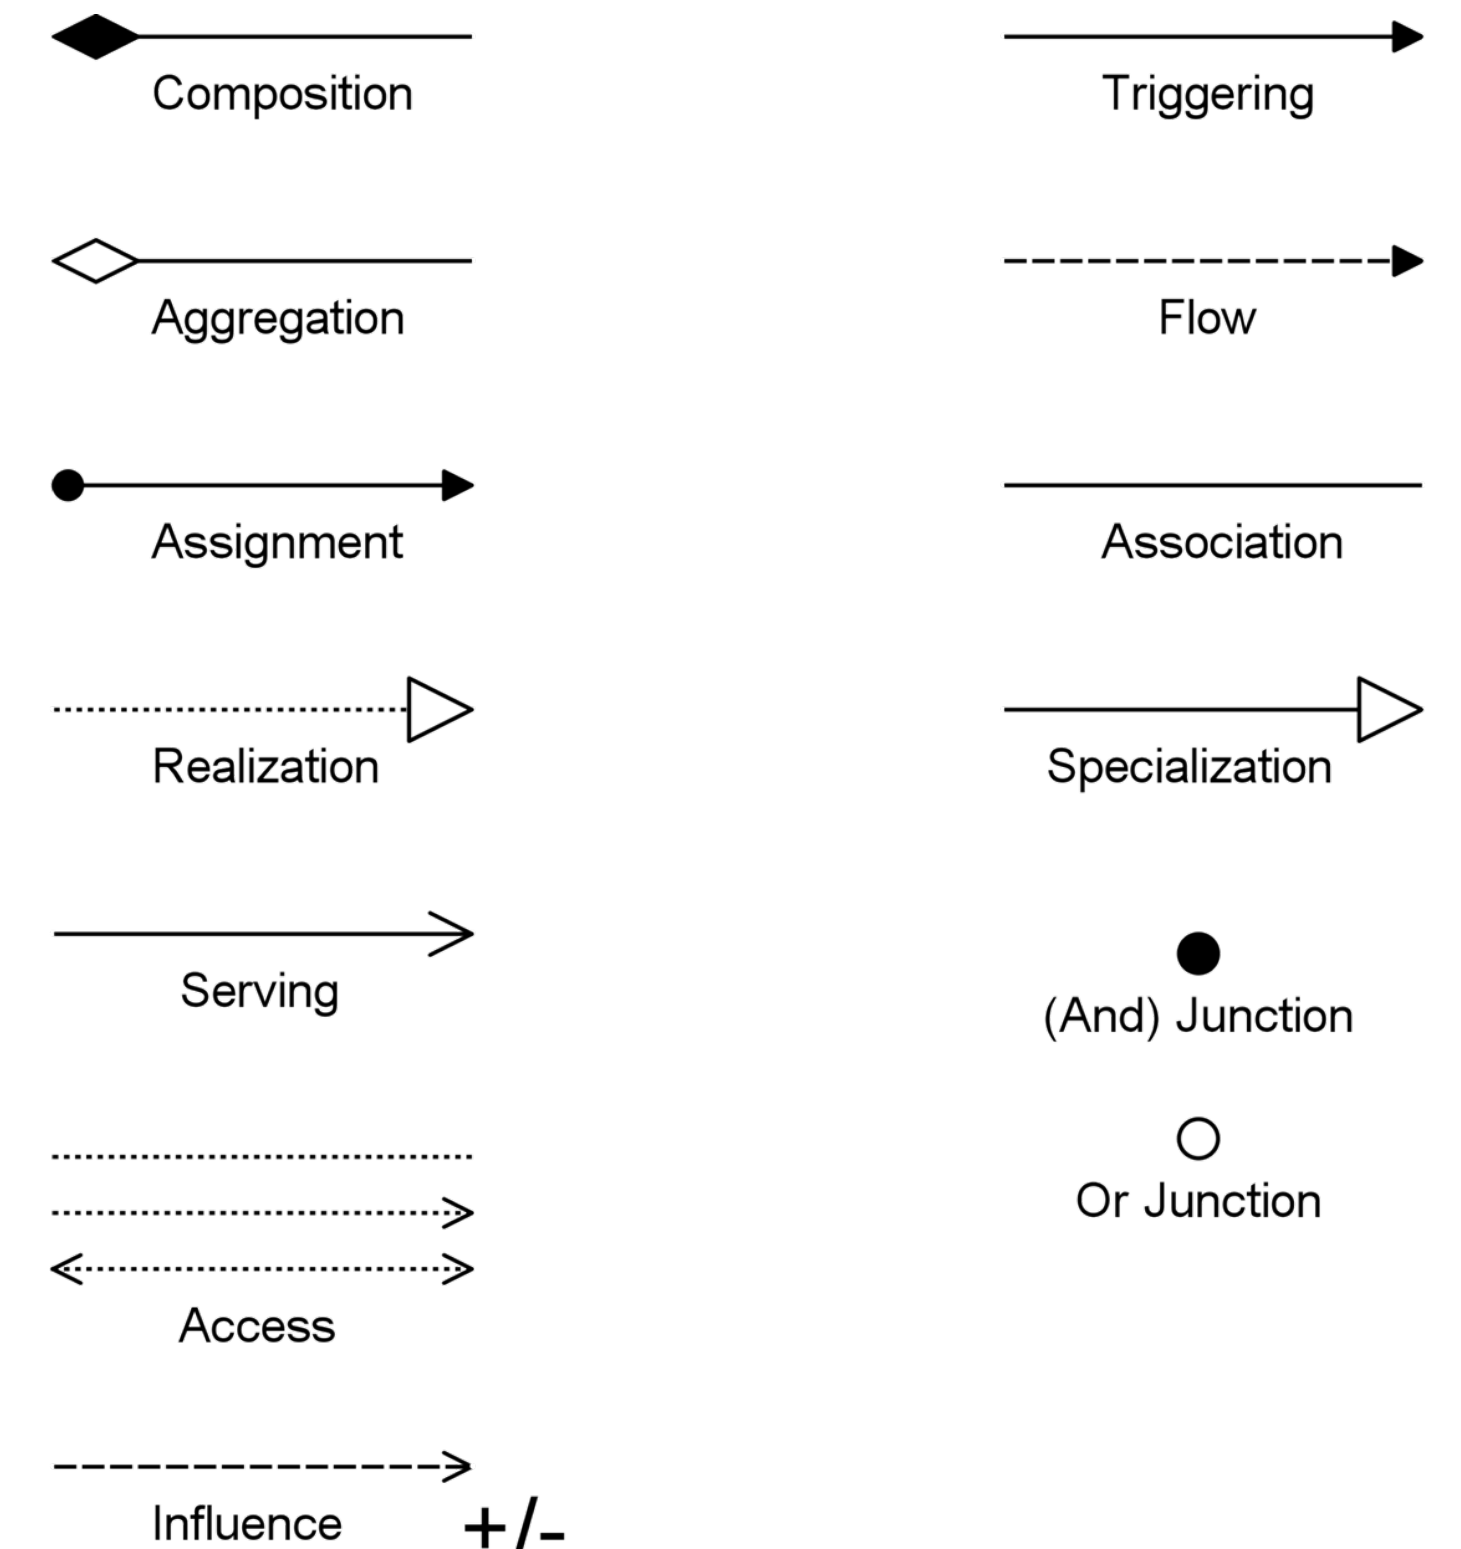 Composition
Triggering
Aggregation
Flow
Assignment
Association
Realization
Specialization
Serving
(And) Junction
Or Junction
Access
Influence
+/-